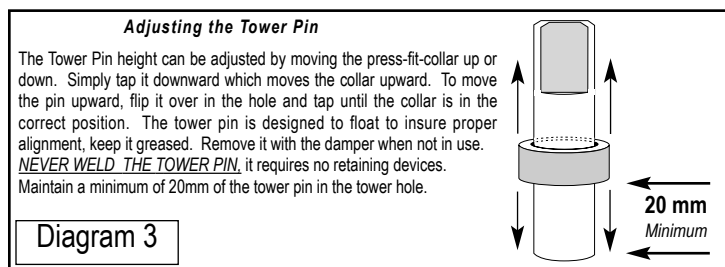 Adjusting the Tower Pin
The Tower Pin height can be adjusted by moving the press-fit-collar up or
down. Simply tap it downward which moves the collar upward. To move
the pin upward, flip it over in the hole and tap until the collar is in the
correct position. The tower pin is designed to float to insure proper
alignment, keep it greased. Remove it with the damper when not in use.
NEVER WELD THE TOWER PIN, it requires no retaining devices.
Maintain a minimum of 20mm of the tower pin in the tower hole.
Diagram 3
20 mm
Minimum